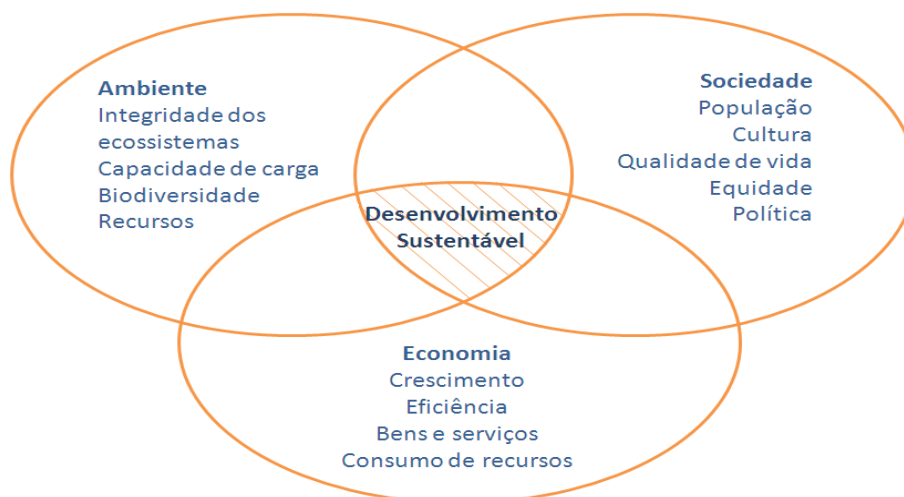 Ambiente
Integridade dos
ecossistemas
Capacidade de carga
Biodiversidade
Recursos
Sociedade
População
Cultura
Qualidade de vida
Equidade
Política
Desenvolvimento
Sustentável
Economia
Crescimento
Eficiência
Bens e serviços
Consumo de recursos